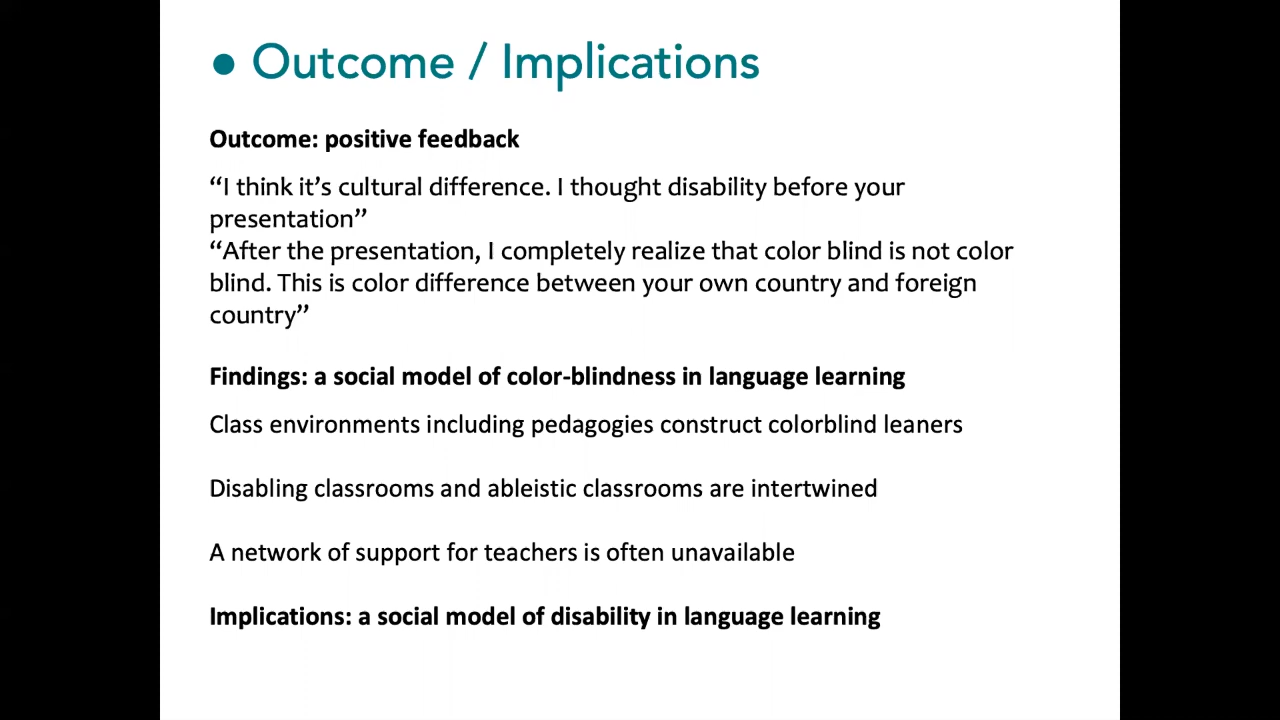 ● Outcome / Implications
Outcome: positive feedback
“I think it’s cultural difference. I thought disability before your
presentation”
“After the presentation, I completely realize that color blind is not color
blind. This is color difference between your own country and foreign
country”
Findings: a social model of color-blindness in language learning
Class environments including pedagogies construct colorblind leaners
Disabling classrooms and ableistic classrooms are intertwined
A network of support for teachers is often unavailable
Implications: a social model of disability in language learning